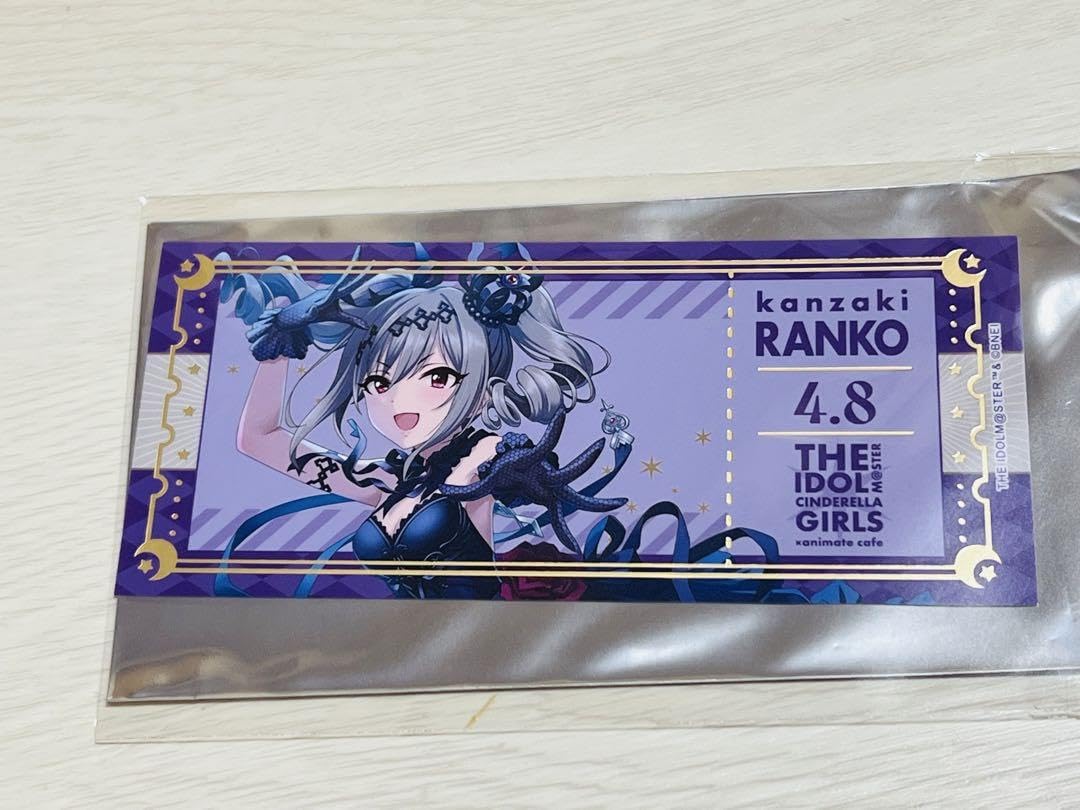 kanzaki
RANKO
4.8
THE
IDOL
M@STER
CINDERELLA
GIRLS
×animate cafe
THE IDOLM@STER™& ©BNEI